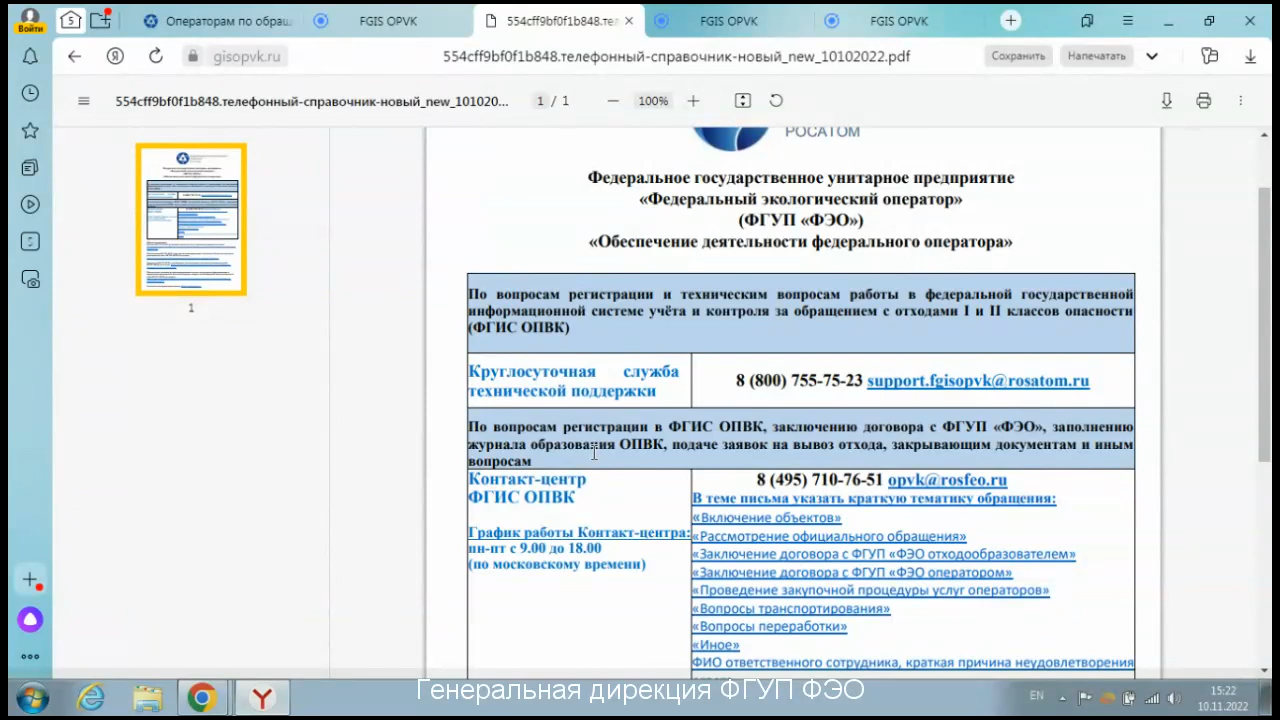 Войти
5
Операторам по обращ
FGIS OPVK
554cff9bf0f1b848.те
FGIS OPVK
FGIS OPVK
gisopvk.ru
554cff9bf0f1b848.телефонный-справочник-новый_new_10102022.pdf
Сохранить
Напечатать
554cff9bf0f1b848.телефонный-справочник-новый_new_101020...
1 / 1
100%
1
РОСАТОМ
Федеральное государственное унитарное предприятие
«Федеральный экологический оператор»
(ФГУП «ФЭО»)
«Обеспечение деятельности федерального оператора»
По вопросам регистрации и техническим вопросам работы в федеральной государственной
информационной системе учёта и контроля за обращением с отходами I и II классов опасности
(ФГИС ОПВК)
Круглосуточная служба
технической поддержки
8 (800) 755-75-23 support.fgisopvk@rosatom.ru
По вопросам регистрации в ФГИС ОПВК, заключению договора с ФГУП «ФЭО», заполнению
журнала образования ОПВК, подаче заявок на вывоз отхода, закрывающим документам и иным
вопросам
Контакт-центр
ФГИС ОПВК
График работы Контакт-центра:
пн-пт с 9.00 до 18.00
(по московскому времени)
8 (495) 710-76-51 opvk@rosfeo.ru
В теме письма указать краткую тематику обращения:
«Включение объектов»
«Рассмотрение официального обращения»
«Заключение договора с ФГУП «ФЭО отходообразователем»
«Заключение договора с ФГУП «ФЭО оператором»
«Проведение закупочной процедуры услуг операторов»
«Вопросы транспортирования»
«Вопросы переработки»
«Иное»
ФИО ответственного сотрудника, краткая причина неудовлетворения
Генеральная дирекция ФГУП ФЭО
EN
15:22
10.11.2022